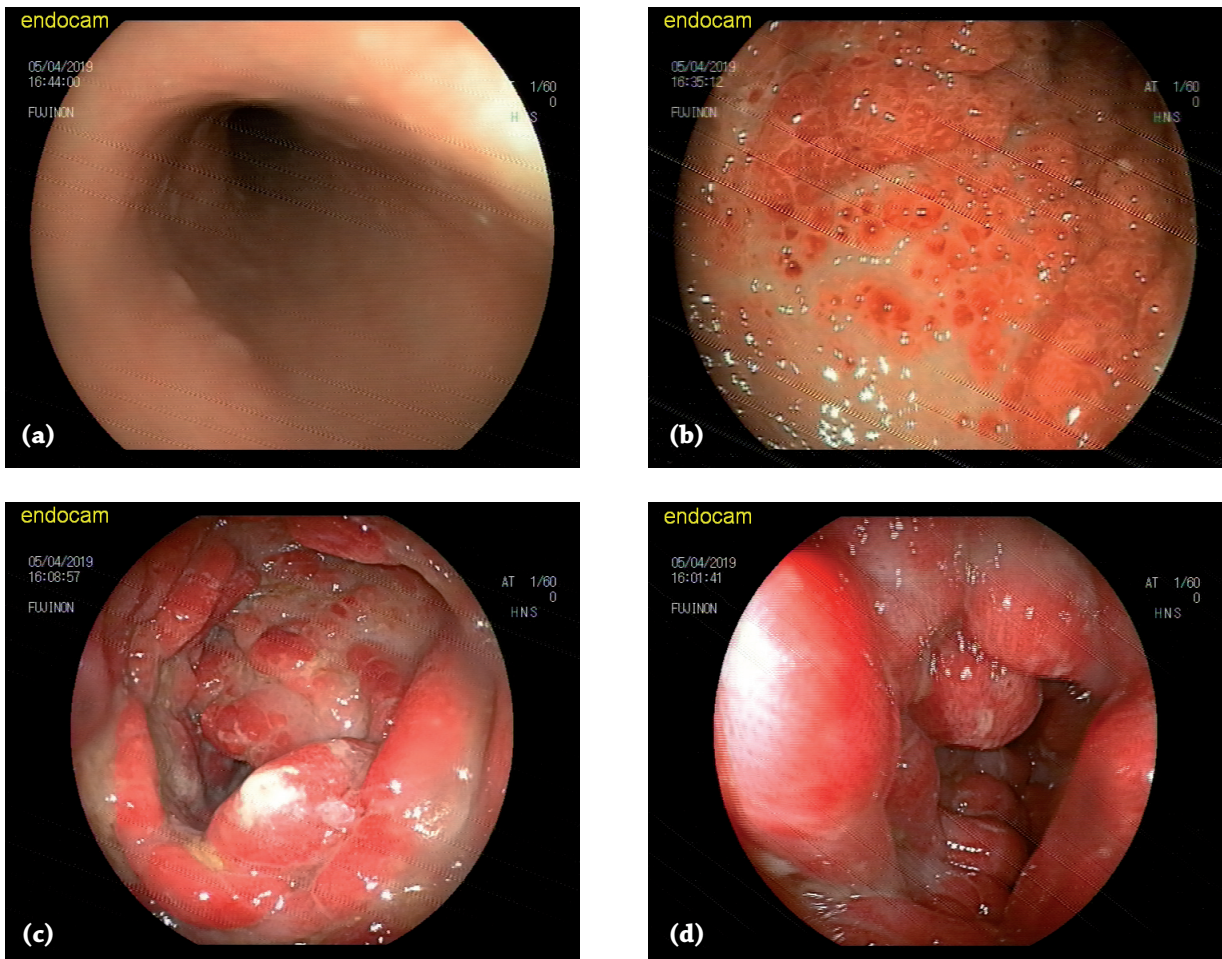 endocam
05/04/2019
16:44:00
FUJINON
AT 1/60
0
H S
(a)
endocam
05/04/2019
16:35:12
FUJINON
AT 1/60
0
HNS
(b)
endocam
05/04/2019
16:08:57
FUJINON
AT 1/60
0
HNS
(c)
endocam
05/04/2019
16:01:41
FUJINON
AT 1/60
0
HNS
(d)